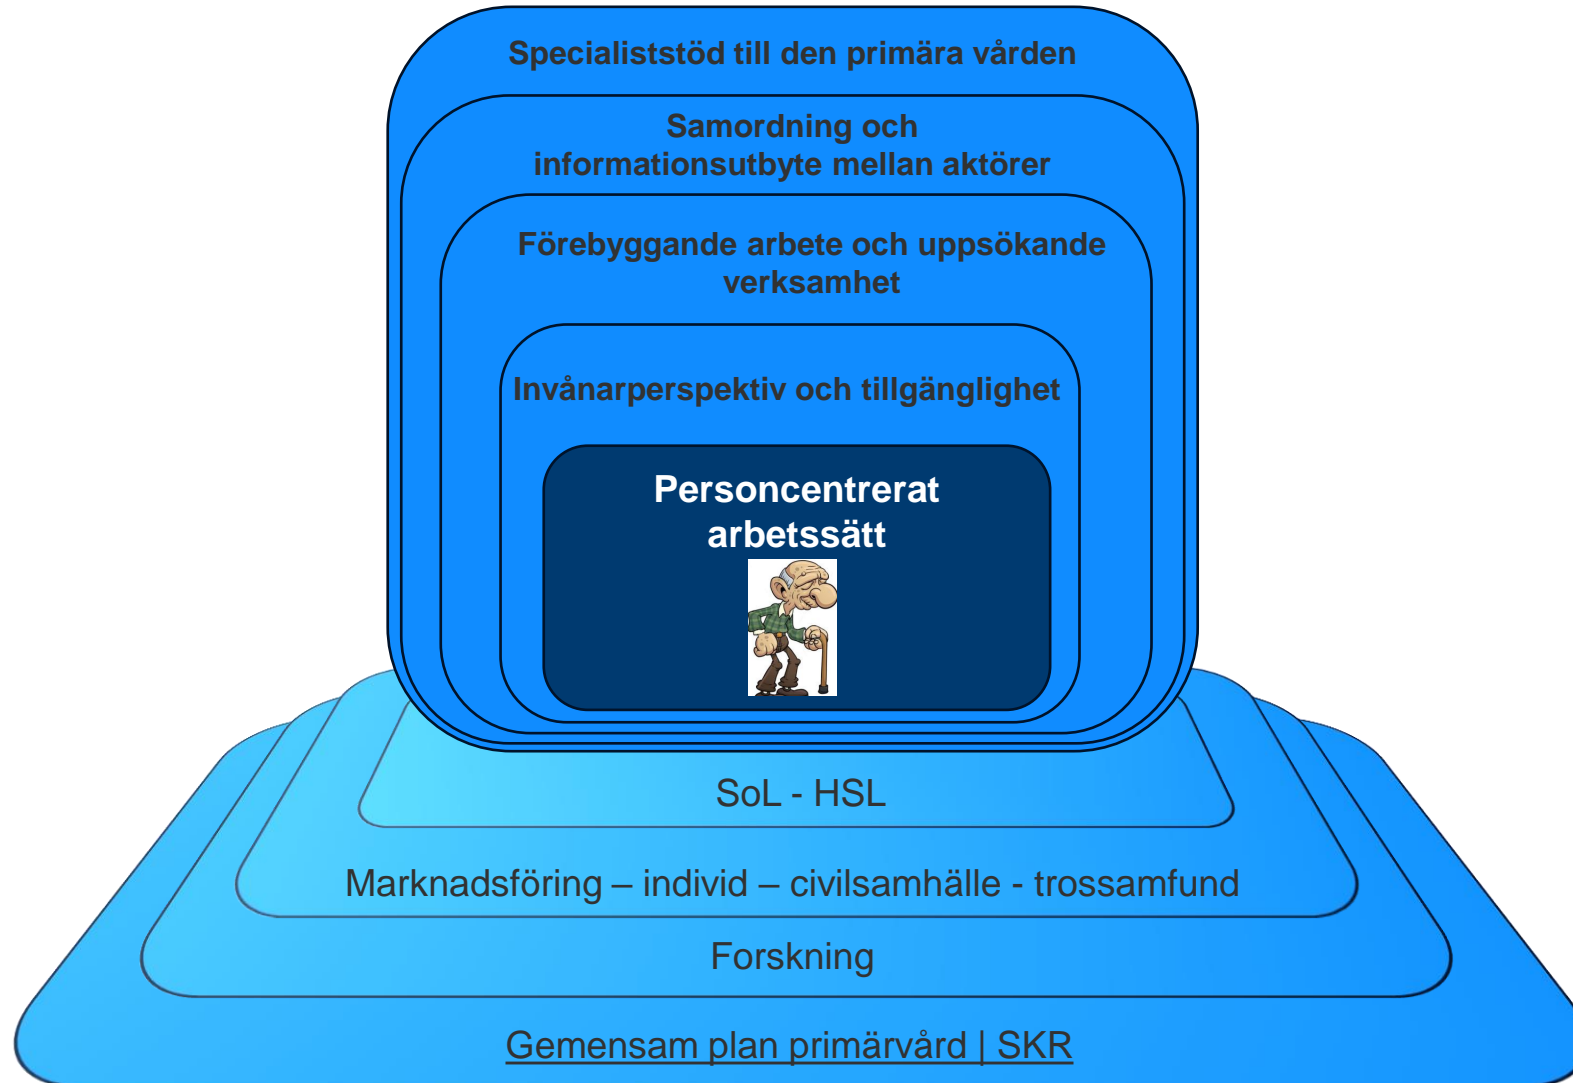 Specialiststöd till den primära vården
Samordning och
informationsutbyte mellan aktörer
Förebyggande arbete och uppsökande
verksamhet
Invånarperspektiv och tillgänglighet
Personcentrerat
arbetssätt
SoL - HSL
Marknadsföring – individ – civilsamhälle - trossamfund
Forskning
Gemensam plan primärvård | SKR